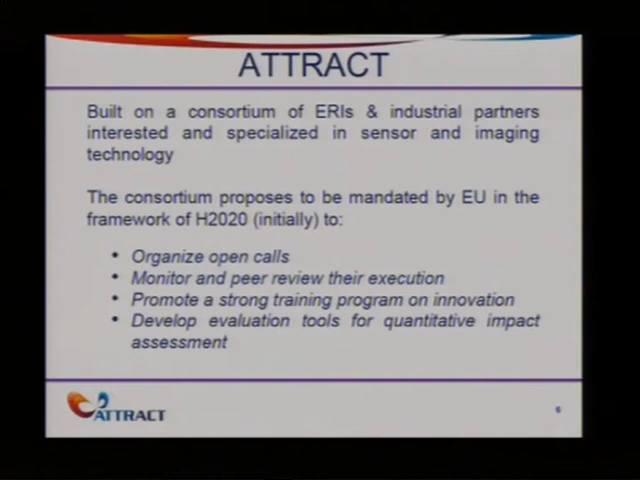 ATTRACT
Built on a consortium of ERIs & industrial partners
interested and specialized in sensor and imaging
technology
The consortium proposes to be mandated by EU in the
framework of H2020 (initially) to:
• Organize open calls
• Monitor and peer review their execution
• Promote a strong training program on innovation
• Develop evaluation tools for quantitative impact
assessment
ATTRACT
6